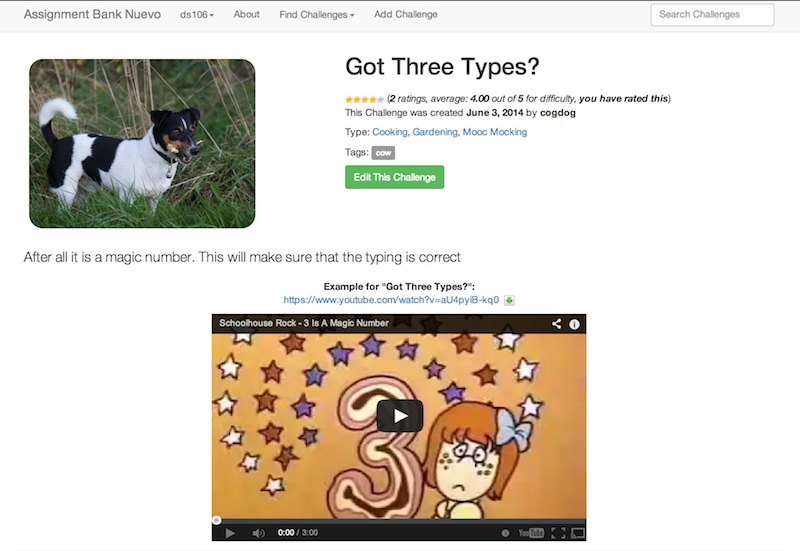 Assignment Bank Nuevo ds106 About Find Challenges Add Challenge Search Challenges
Got Three Types?
(2 ratings, average: 4.00 out of 5 for difficulty, you have rated this)
This Challenge was created June 3, 2014 by cogdog
Type: Cooking, Gardening, Mooc Mocking
Tags: cow
Edit This Challenge
After all it is a magic number. This will make sure that the typing is correct
Example for "Got Three Types?":
https://www.youtube.com/watch?v=aU4pyiB-kq0
Schoolhouse Rock - 3 Is A Magic Number
3
0:00 / 3:00 YouTube